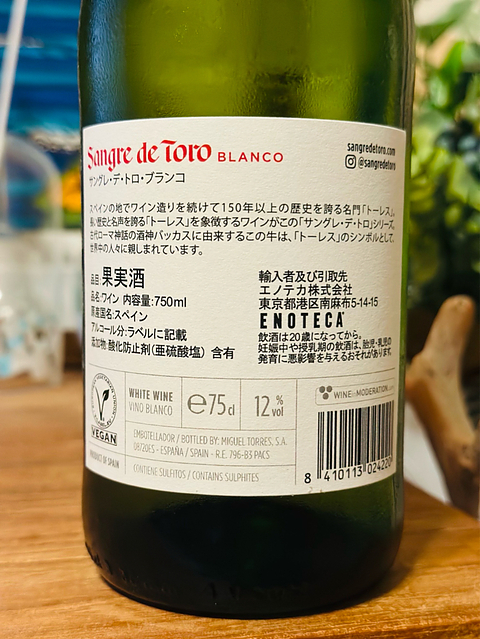 Sangre de Toro BLANCO
サングレ・デ・トロ・ブランコ
sangredetoro.com
@sangredetoro
スペインの地でワイン造りを続けて150年以上の歴史を誇る名門「トーレス」。
長い歴史と名声を誇る「トーレス」を象徴するワインがこの「サングレ・デ・トロ」シリーズ。
古代ローマ神話の酒神バッカスに由来するこの牛は、「トーレス」のシンボルとして、
世界中の人々に親しまれています。
品目:果実酒
品名:ワイン 内容量:750ml
原産国名:スペイン
アルコール分:ラベルに記載
添加物:酸化防止剤(亜硫酸塩) 含有
輸入者及び引取先
エノテカ株式会社
東京都港区南麻布5-14-15
ENOTECA
飲酒は20歳になってから。
妊娠中や授乳期の飲酒は、胎児・乳児の
発育に悪影響を与えるおそれがあります。
VEGAN
WHITE WINE
VINO BLANCO
℮75cl
12% vol
WINE in MODERATION.eu
EMBOTELLADOR / BOTTLED BY: MIGUEL TORRES, S.A.
08720ES - ESPAÑA / SPAIN - R.E. 796-B3 PACS
PRODUCT OF SPAIN
CONTIENE SULFITOS / CONTAINS SULPHITES
8 410113 024220